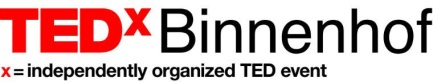 TEDx Binnenhof
x = independently organized TED event